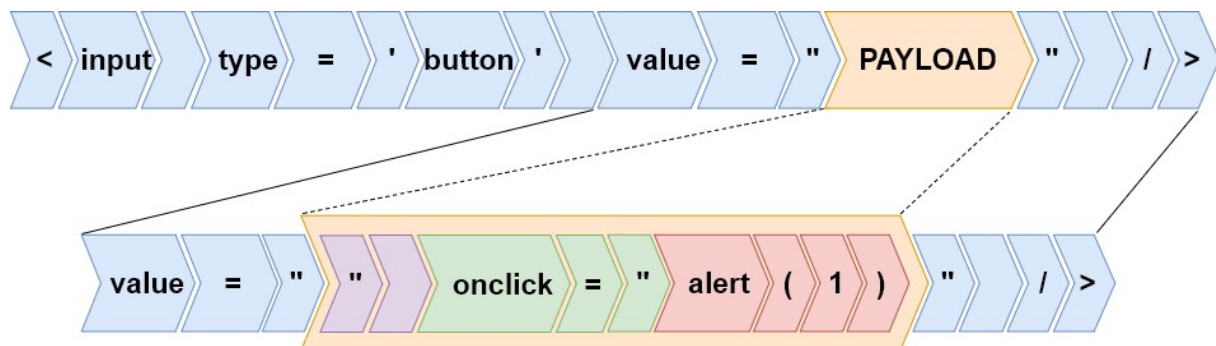 < input type = ' button ' value = " PAYLOAD " / >
value = " " onclick = " alert ( 1 ) " / >